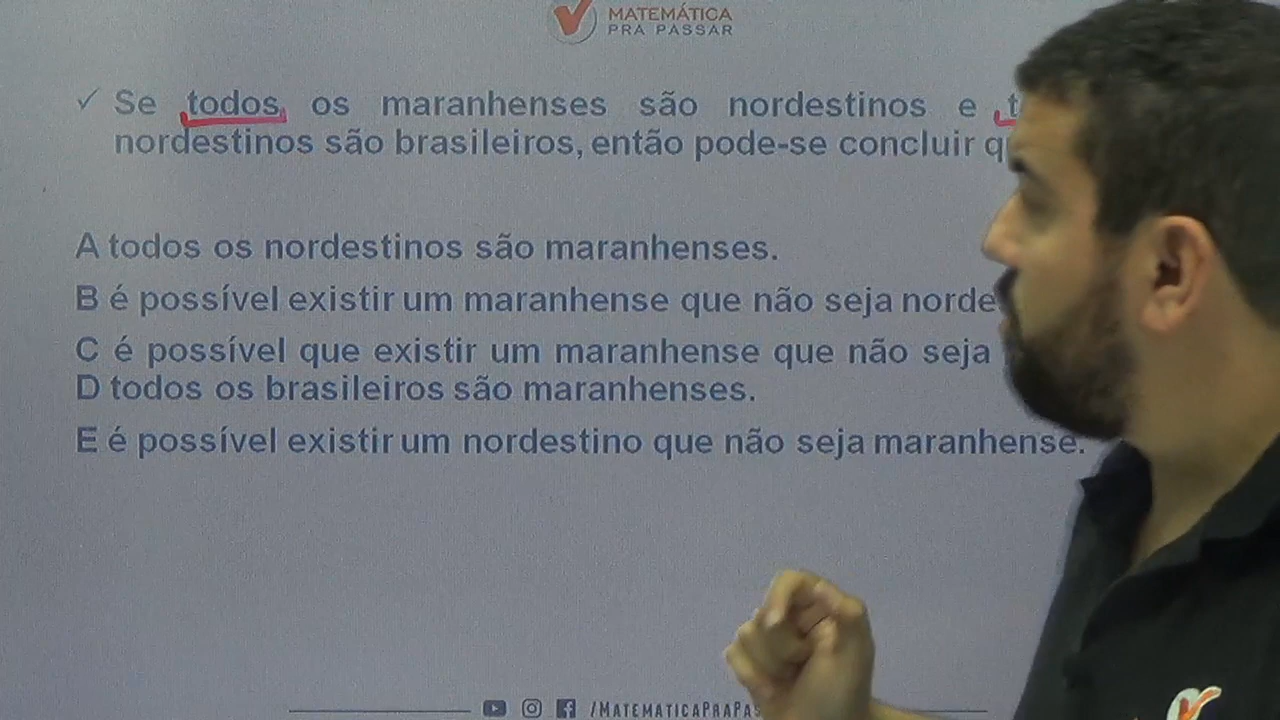 MATEMÁTICA
PRA PASSAR
✓ Se todos os maranhenses são nordestinos e
nordestinos são brasileiros, então pode-se concluir
A todos os nordestinos são maranhenses.
B é possível existir um maranhense que não seja
C é possível que existir um maranhense que não seja
D todos os brasileiros são maranhenses.
E é possível existir um nordestino que não seja maranhense.